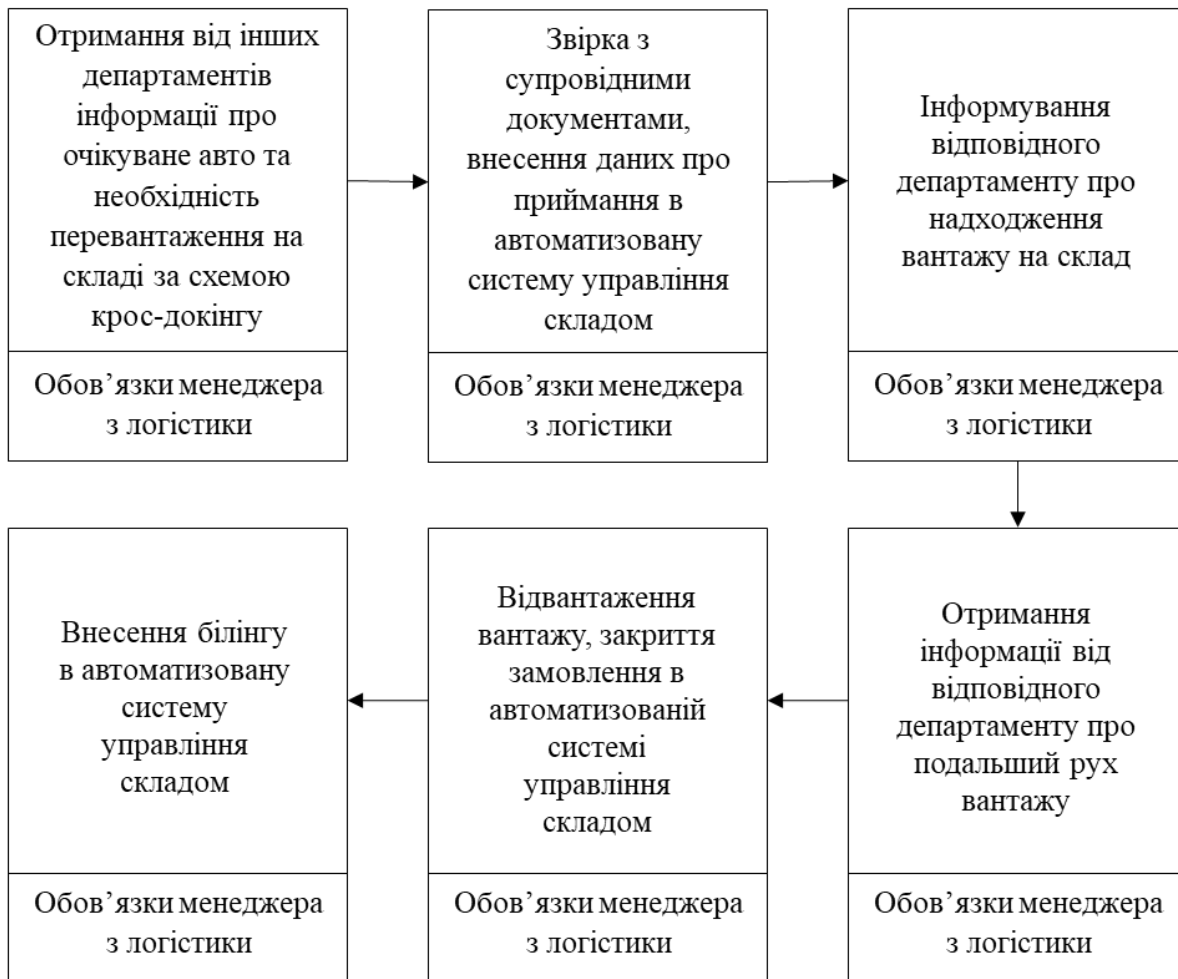 Отримання від інших
департаментів
інформації про
очікуване авто та
необхідність
перевантаження на
складі за схемою
крос-докінгу
Обов’язки менеджера
з логістики
Звірка з
супровідними
документами,
внесення даних про
приймання в
автоматизовану
систему управління
складом
Обов’язки менеджера
з логістики
Інформування
відповідного
департаменту про
надходження
вантажу на склад
Обов’язки менеджера
з логістики
Отримання
інформації від
відповідного
департаменту про
подальший рух
вантажу
Обов’язки менеджера
з логістики
Відвантаження
вантажу, закриття
замовлення в
автоматизованій
системі
управління
складом
Обов’язки менеджера
з логістики
Внесення білінгу
в автоматизовану
систему
управління
складом
Обов’язки менеджера
з логістики